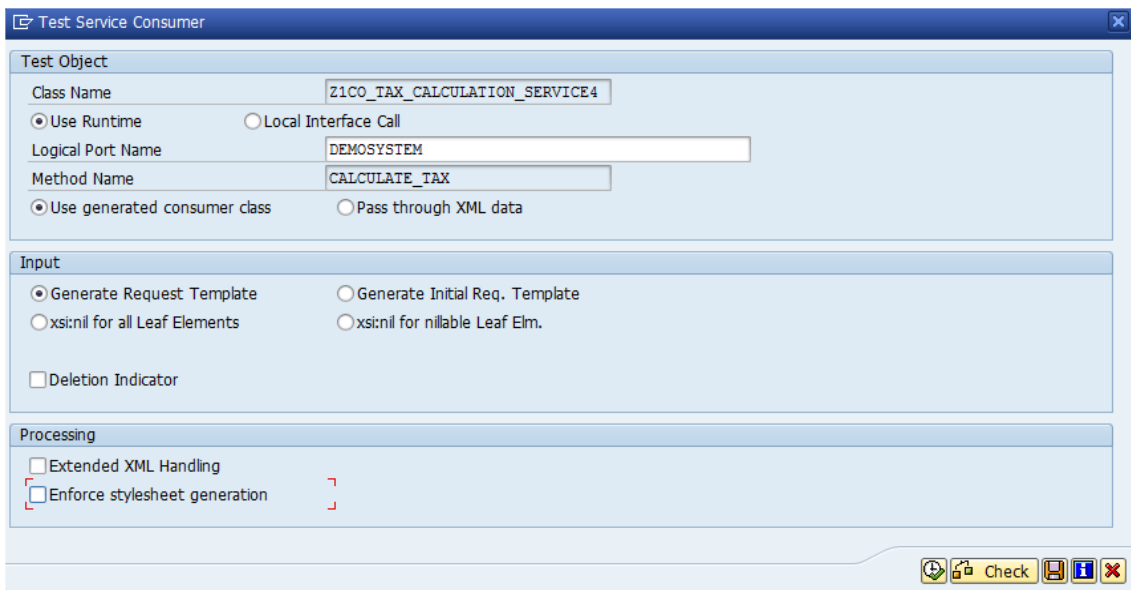 Test Service Consumer
Test Object
Class Name Z1CO_TAX_CALCULATION_SERVICE4
Use Runtime Local Interface Call
Logical Port Name DEMOSYSTEM
Method Name CALCULATE_TAX
Use generated consumer class Pass through XML data
Input
Generate Request Template Generate Initial Req. Template
xsi:nil for all Leaf Elements xsi:nil for nillable Leaf Elm.
Deletion Indicator
Processing
Extended XML Handling
Enforce stylesheet generation
Check